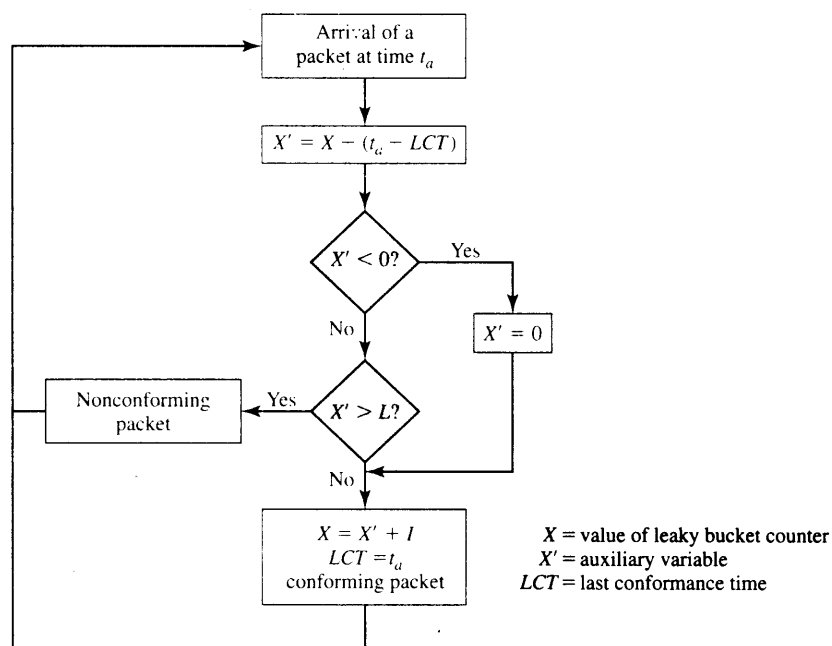 Arrival of a
packet at time t_a
X' = X − (t_a − LCT)
X' < 0?
Yes
No
X' = 0
X' > L?
Yes
Nonconforming
packet
No
X = X' + I
LCT = t_a
conforming packet
X = value of leaky bucket counter
X' = auxiliary variable
LCT = last conformance time